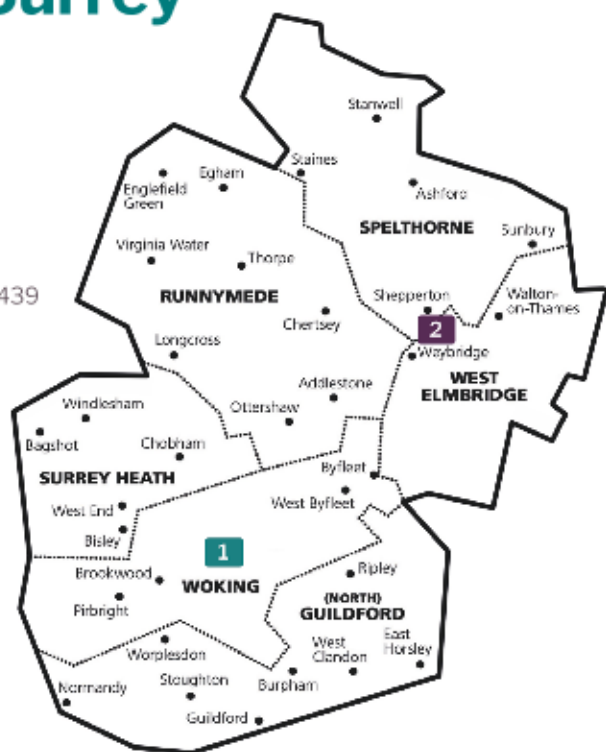 Surrey
Stanwell
Staines
Egham
Englefield
Green
Ashford
SPELTHORNE
Sunbury
Virginia Water
Thorpe
439
RUNNYMEDE
Shepperton
Walton-
on-Thames
Chertsey
2
Waybridge
Longcross
WEST
ELMBRIDGE
Addlestone
Windlesham
Ottershaw
Bagshot
Chobham
Byfleet
SURREY HEATH
West Byfleet
West End
Bisley
1
Brookwood
WOKING
Ripley
Pirbright
(NORTH)
GUILDFORD
West
Clandon
East
Horsley
Worplesdon
Stoughton
Burpham
Normandy
Guildford